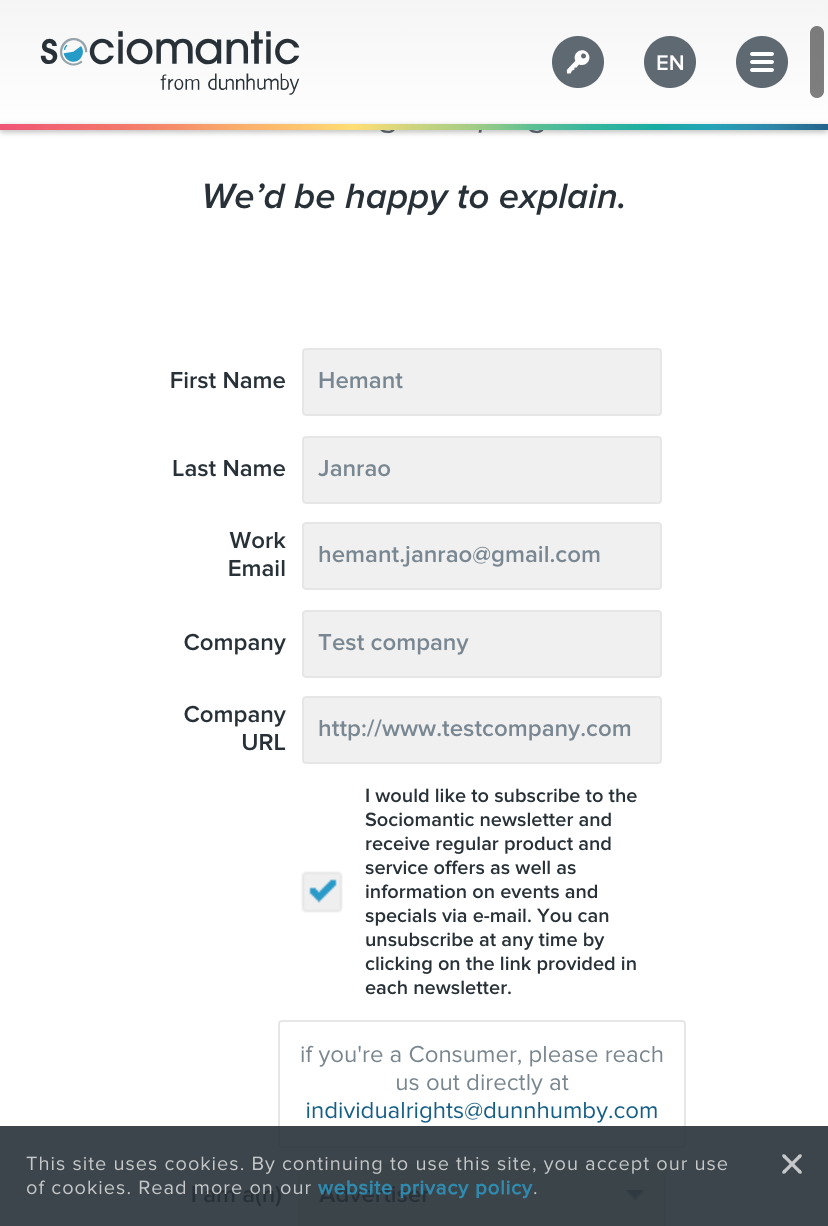 sociomantic
from dunnhumby
EN
We'd be happy to explain.
First Name
Hemant
Last Name
Janrao
Work
Email
hemant.janrao@gmail.com
Company
Test company
Company
URL
http://www.testcompany.com
I would like to subscribe to the
Sociomantic newsletter and
receive regular product and
service offers as well as
information on events and
specials via e-mail. You can
unsubscribe at any time by
clicking on the link provided in
each newsletter.
if you're a Consumer, please reach
us out directly at
individualrights@dunnhumby.com
This site uses cookies. By continuing to use this site, you accept our use
of cookies. Read more on our website privacy policy.
I am a(n)
Advertiser